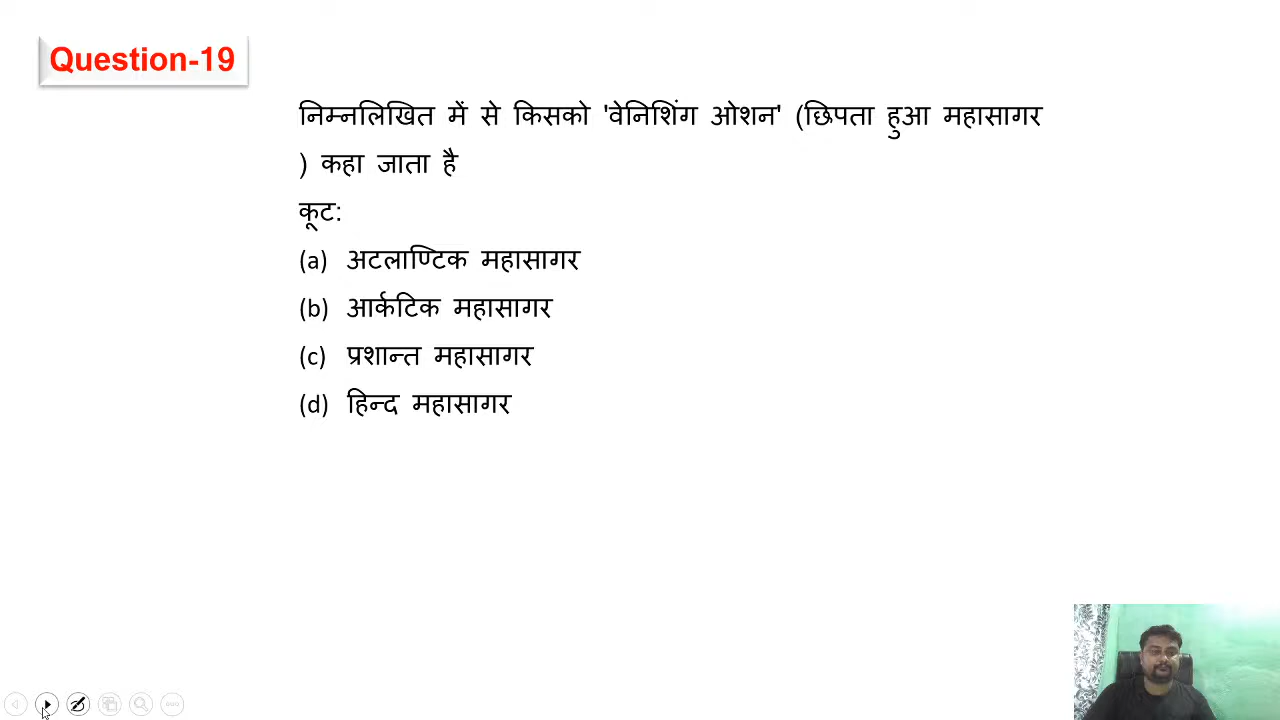 Question-19
निम्नलिखित में से किसको 'वेनिशिंग ओशन' (छिपता हुआ महासागर
) कहा जाता है
कूट:
(a) अटलाण्टिक महासागर
(b) आर्कटिक महासागर
(c) प्रशान्त महासागर
(d) हिन्द महासागर